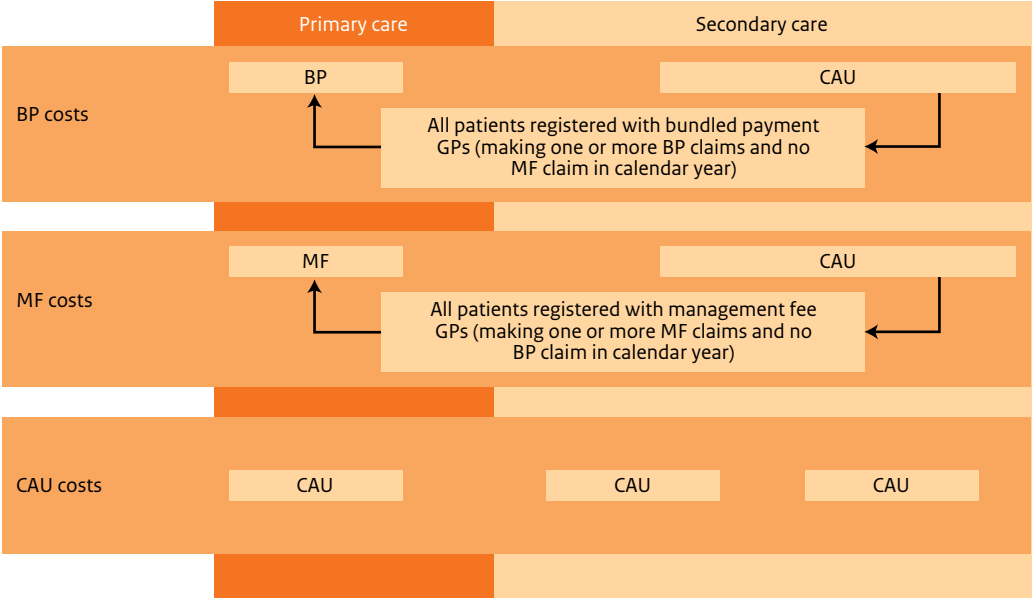 Primary care
Secondary care
BP costs
BP
CAU
All patients registered with bundled payment
GPs (making one or more BP claims and no
MF claim in calendar year)
MF costs
MF
CAU
All patients registered with management fee
GPs (making one or more MF claims and no
BP claim in calendar year)
CAU costs
CAU
CAU
CAU